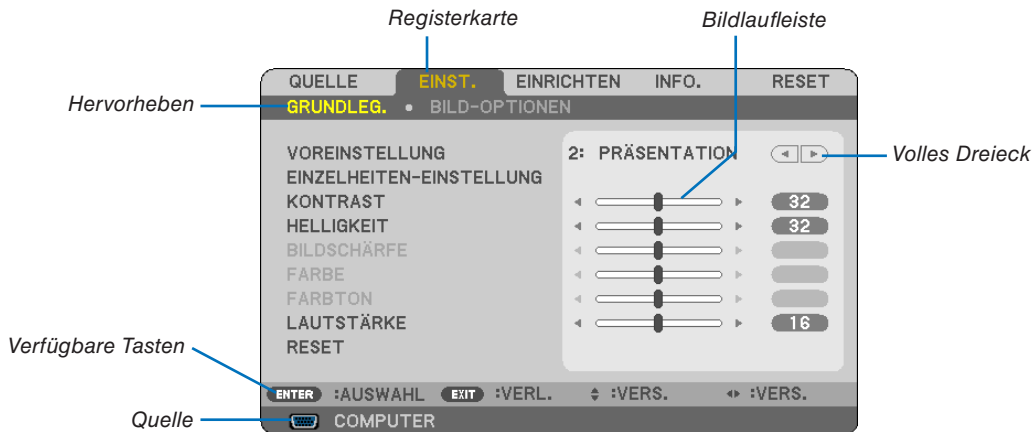 Registerkarte Bildlaufleiste
QUELLE EINST. EINRICHTEN INFO. RESET
Hervorheben
GRUNDLEG. • BILD-OPTIONEN
VOREINSTELLUNG 2: PRÄSENTATION
Volles Dreieck
EINZELHEITEN-EINSTELLUNG
KONTRAST 32
HELLIGKEIT 32
BILDSCHÄRFE
FARBE
FARBTON
LAUTSTÄRKE 16
RESET
Verfügbare Tasten
ENTER :AUSWAHL EXIT :VERL. :VERS. :VERS.
Quelle
COMPUTER